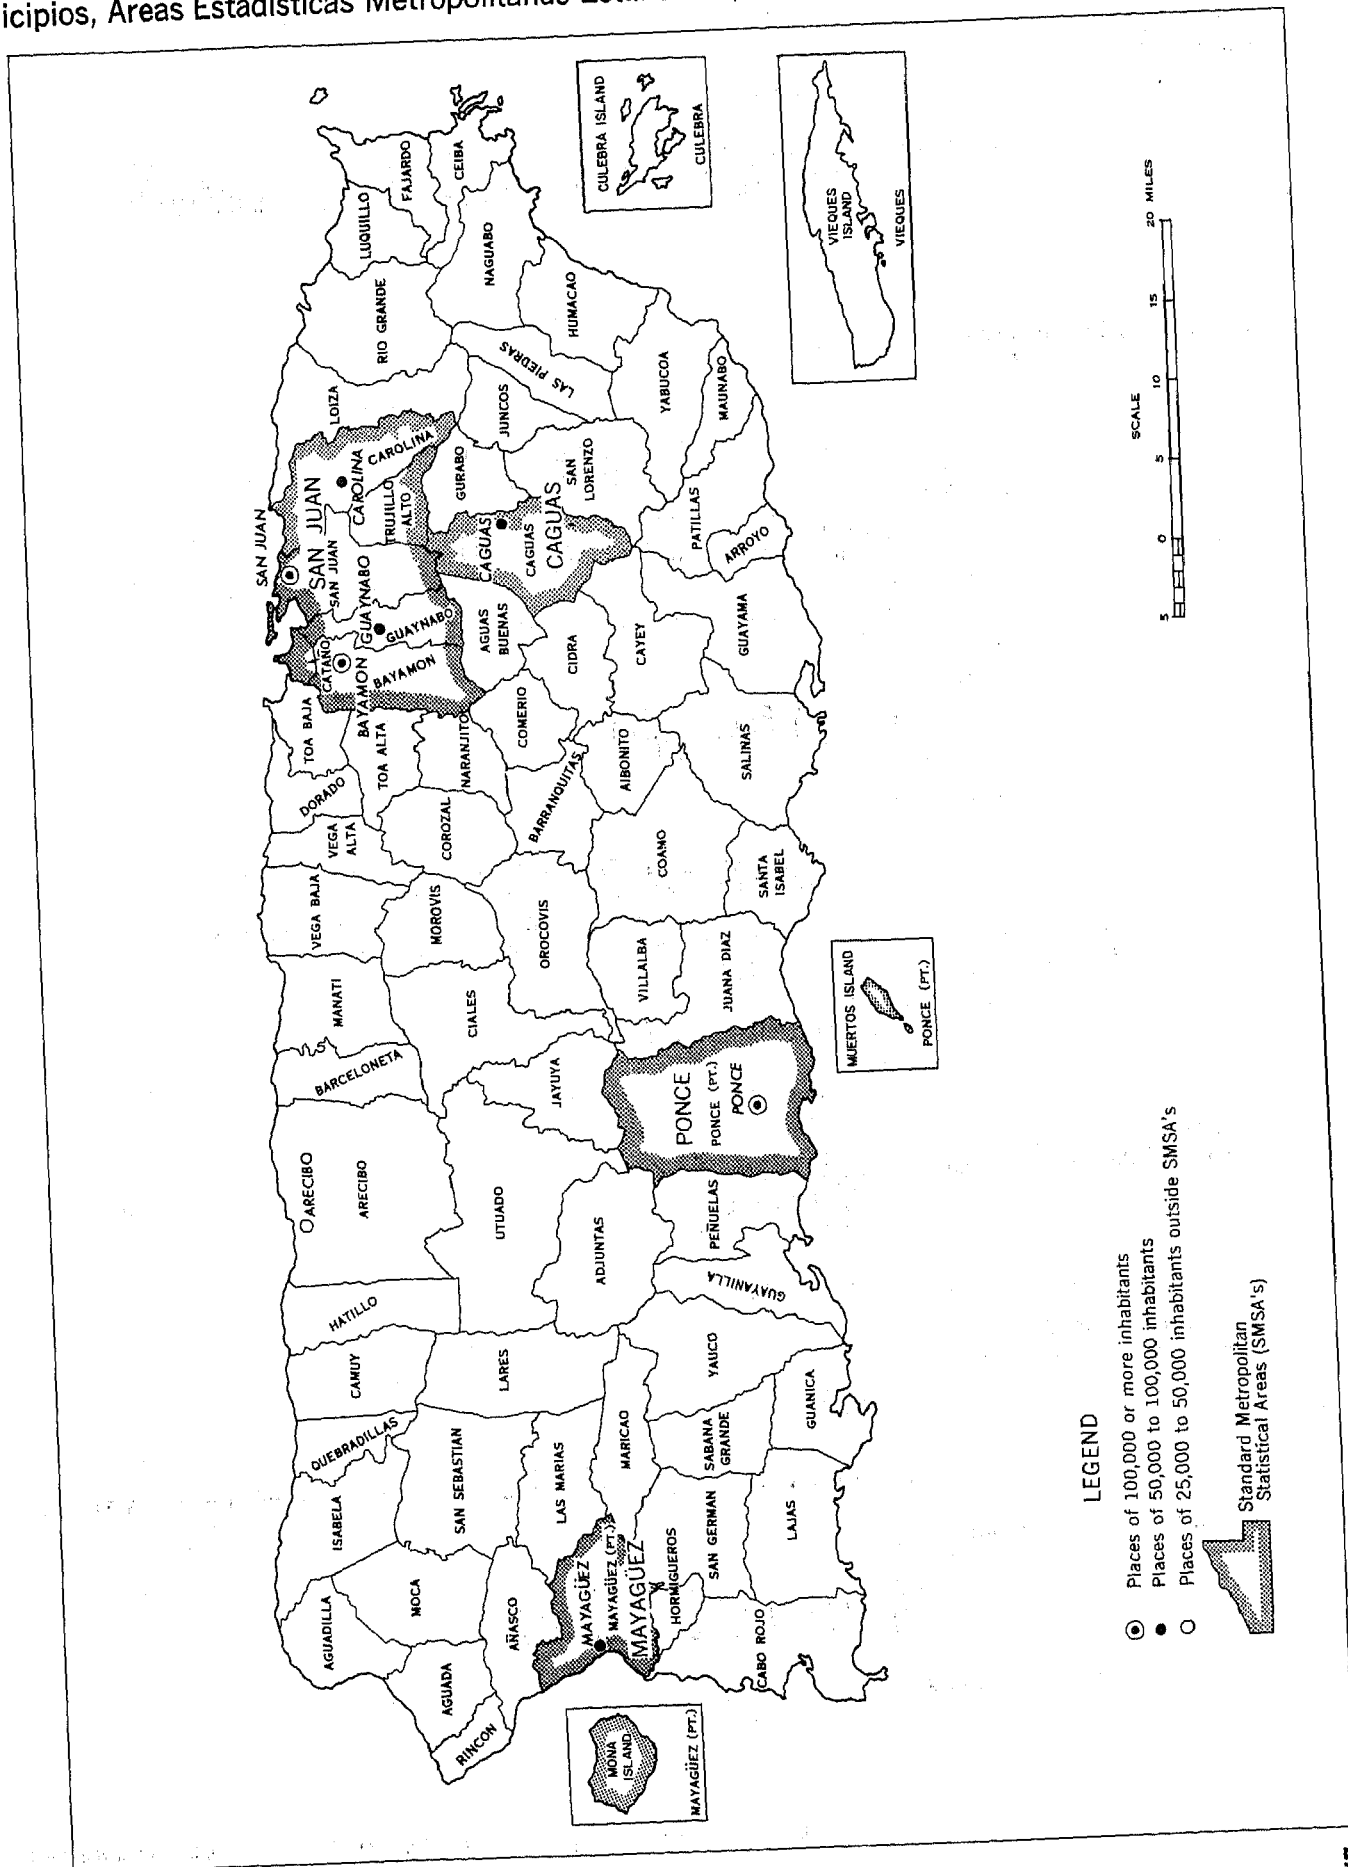 icipios, Areas Estadísticas Metropolitanas
SAN JUAN
SAN JUAN
SAN JUAN
CAROLINA
CAROLINA
TRUJILLO
ALTO
GUAYNABO
GUAYNABO
CATAÑO
BAYAMON
BAYAMON
LOIZA
RIO GRANDE
LUQUILLO
FAJARDO
CEIBA
NAGUABO
HUMACAO
LAS PIEDRAS
JUNCOS
GURABO
SAN
LORENZO
YABUCOA
MAUNABO
PATILLAS
ARROYO
CAGUAS
CAGUAS
CAGUAS
AGUAS
BUENAS
CIDRA
CAYEY
GUAYAMA
TOA BAJA
TOA ALTA
DORADO
VEGA
ALTA
NARANJITO
COMERIO
COROZAL
BARRANQUITAS
AIBONITO
SALINAS
COAMO
SANTA
ISABEL
VEGA BAJA
MOROVIS
OROCOVIS
VILLALBA
JUANA DIAZ
MANATI
CIALES
BARCELONETA
JAYUYA
PONCE
PONCE (PT.)
PONCE
ARECIBO
ARECIBO
UTUADO
ADJUNTAS
PEÑUELAS
GUAYANILLA
HATILLO
CAMUY
LARES
YAUCO
QUEBRADILLAS
SAN SEBASTIAN
LAS MARIAS
MARICAO
SABANA
GRANDE
GUANICA
ISABELA
AGUADILLA
MOCA
AÑASCO
AGUADA
RINCON
MAYAGÜEZ
MAYAGÜEZ (PT.)
MAYAGÜEZ
HORMIGUEROS
SAN GERMAN
LAJAS
CABO ROJO
CULEBRA ISLAND
CULEBRA
VIEQUES
ISLAND
VIEQUES
MUERTOS ISLAND
PONCE (PT.)
MONA
ISLAND
MAYAGÜEZ (PT.)
SCALE
5 0 5 10 15 20 MILES
LEGEND
Places of 100,000 or more inhabitants
Places of 50,000 to 100,000 inhabitants
Places of 25,000 to 50,000 inhabitants outside SMSA's
Standard Metropolitan
Statistical Areas (SMSA's)